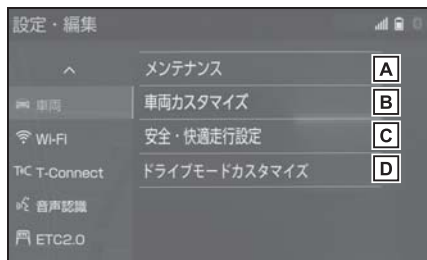 設定・編集
メンテナンス A
車両 車両カスタマイズ B
Wi-Fi 安全・快適走行設定 C
T-Connect ドライブモードカスタマイズ D
音声認識
ETC2.0